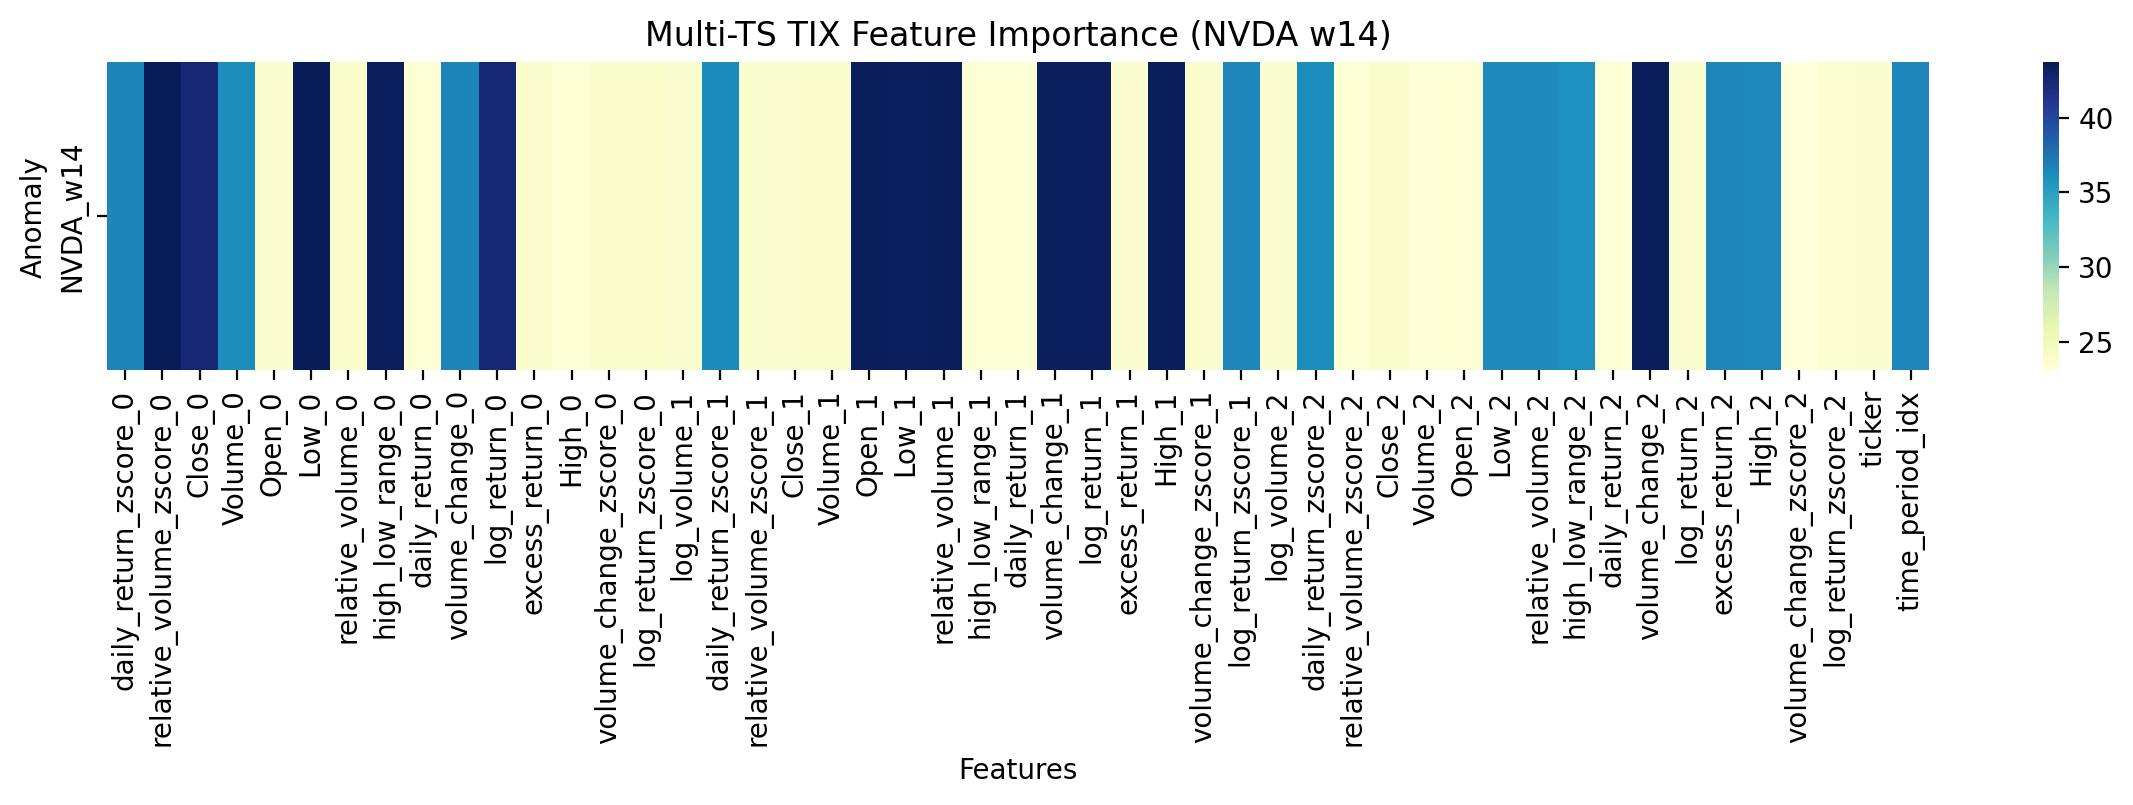 Multi-TS TIX Feature Importance (NVDA w14)
Anomaly
NVDA_w14
40
35
30
25
daily_return_zscore_0
relative_volume_zscore_0
Close_0
Volume_0
Open_0
Low_0
relative_volume_0
high_low_range_0
daily_return_0
volume_change_0
log_return_0
excess_return_0
High_0
volume_change_zscore_0
log_return_zscore_0
log_volume_1
daily_return_zscore_1
relative_volume_zscore_1
Close_1
Volume_1
Open_1
Low_1
relative_volume_1
high_low_range_1
daily_return_1
volume_change_1
log_return_1
excess_return_1
High_1
volume_change_zscore_1
log_return_zscore_1
log_volume_2
daily_return_zscore_2
relative_volume_zscore_2
Close_2
Volume_2
Open_2
Low_2
relative_volume_2
high_low_range_2
daily_return_2
volume_change_2
log_return_2
excess_return_2
High_2
volume_change_zscore_2
log_return_zscore_2
ticker
time_period_idx
Features